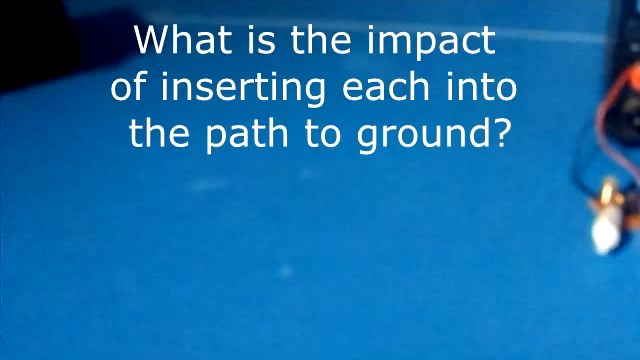 What is the impact
of inserting each into
the path to ground?